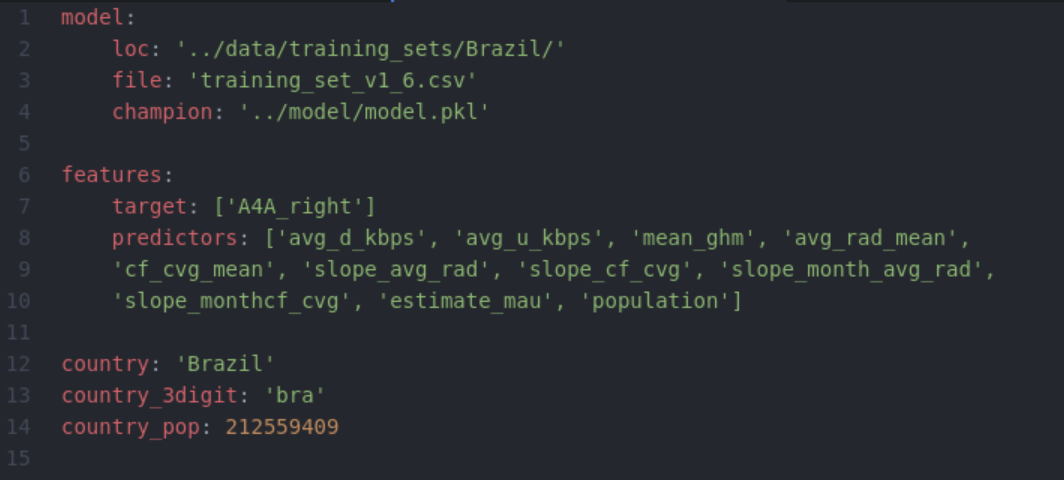 1 model:
2     loc: '../data/training_sets/Brazil/'
3     file: 'training_set_v1_6.csv'
4     champion: '../model/model.pkl'
5
6 features:
7     target: ['A4A_right']
8     predictors: ['avg_d_kbps', 'avg_u_kbps', 'mean_ghm', 'avg_rad_mean',
9     'cf_cvg_mean', 'slope_avg_rad', 'slope_cf_cvg', 'slope_month_avg_rad',
10     'slope_monthcf_cvg', 'estimate_mau', 'population']
11
12 country: 'Brazil'
13 country_3digit: 'bra'
14 country_pop: 212559409
15